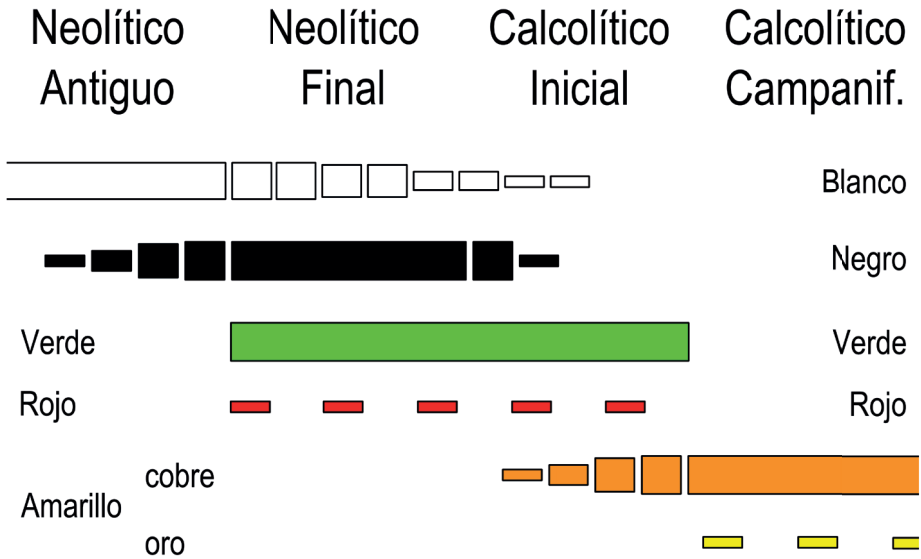 Neolítico Neolítico Calcolítico Calcolítico
Antiguo Final Inicial Campanif.
Blanco
Negro
Verde Verde
Rojo Rojo
cobre
Amarillo
oro